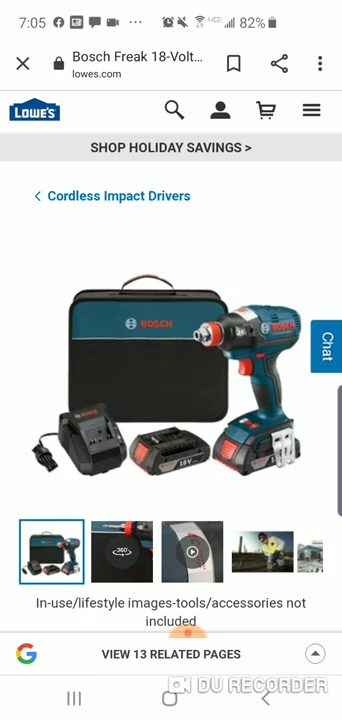 7:05 82%
Bosch Freak 18-Volt...
lowes.com
LOWE'S
SHOP HOLIDAY SAVINGS >
< Cordless Impact Drivers
BOSCH
BOSCH
Chat
BOSCH
18V
360°
In-use/lifestyle images-tools/accessories not
included
G VIEW 13 RELATED PAGES
DU RECORDER